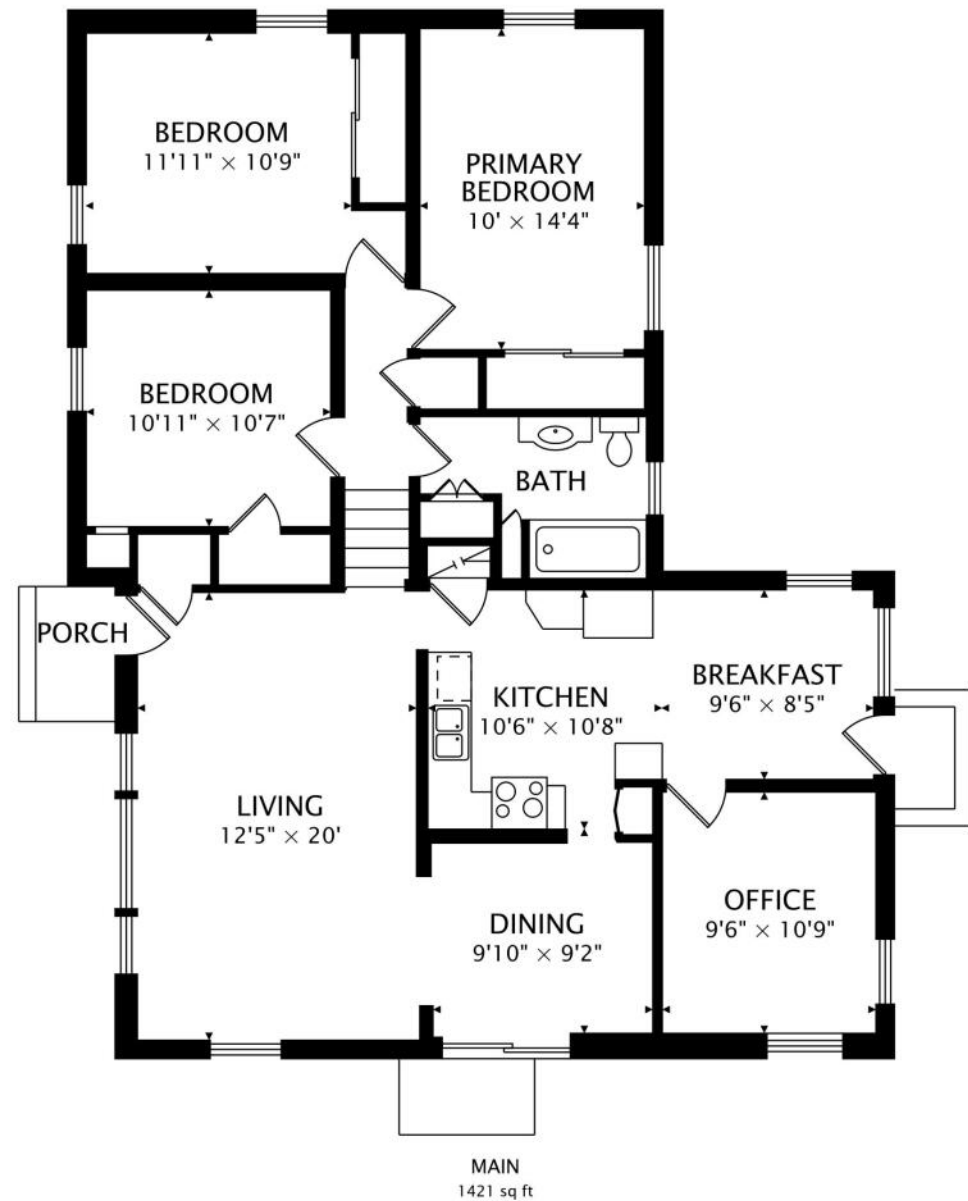 BEDROOM
11'11" × 10'9"
PRIMARY
BEDROOM
10' × 14'4"
BEDROOM
10'11" × 10'7"
BATH
PORCH
KITCHEN
10'6" × 10'8"
BREAKFAST
9'6" × 8'5"
LIVING
12'5" × 20'
DINING
9'10" × 9'2"
OFFICE
9'6" × 10'9"
MAIN
1421 sq ft